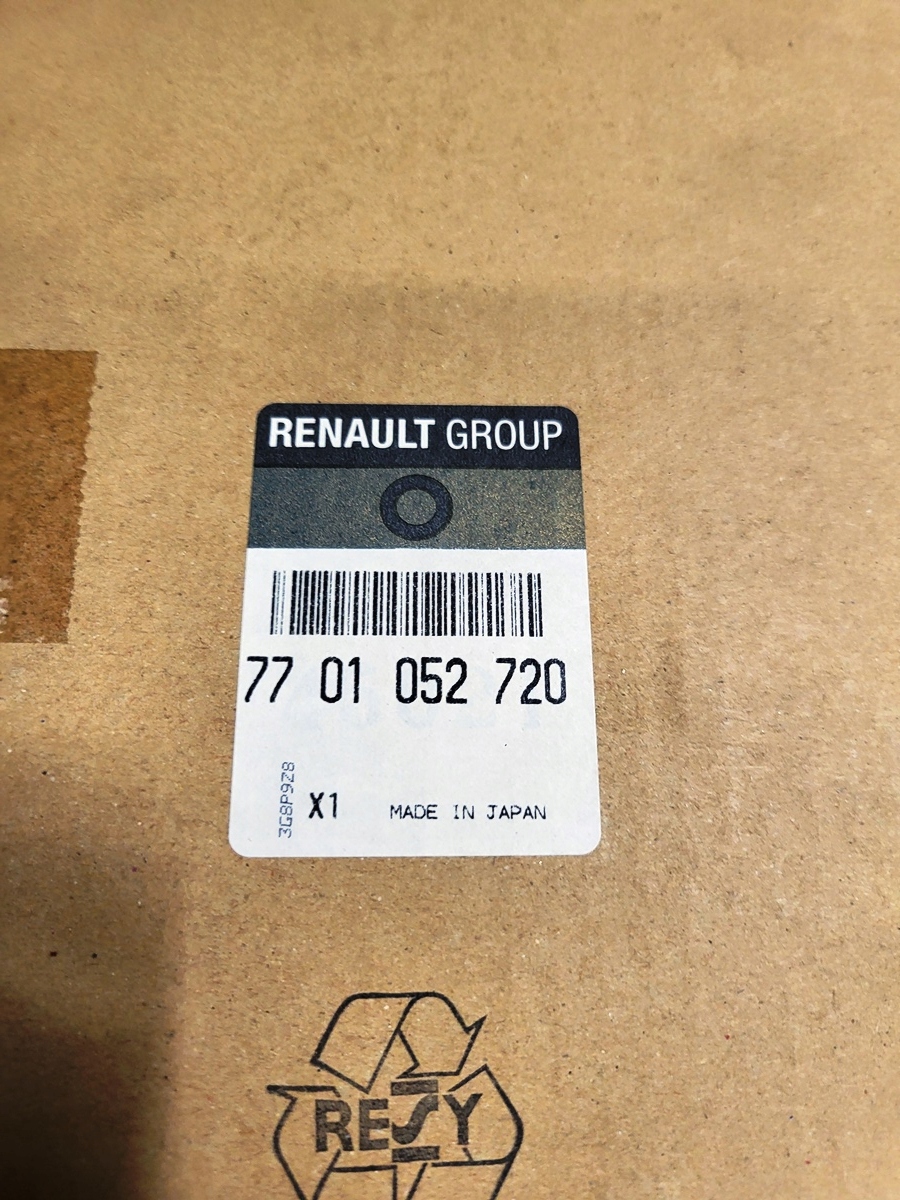 RENAULT GROUP
77 01 052 720
3G8P9Z8
X1 MADE IN JAPAN
RESY